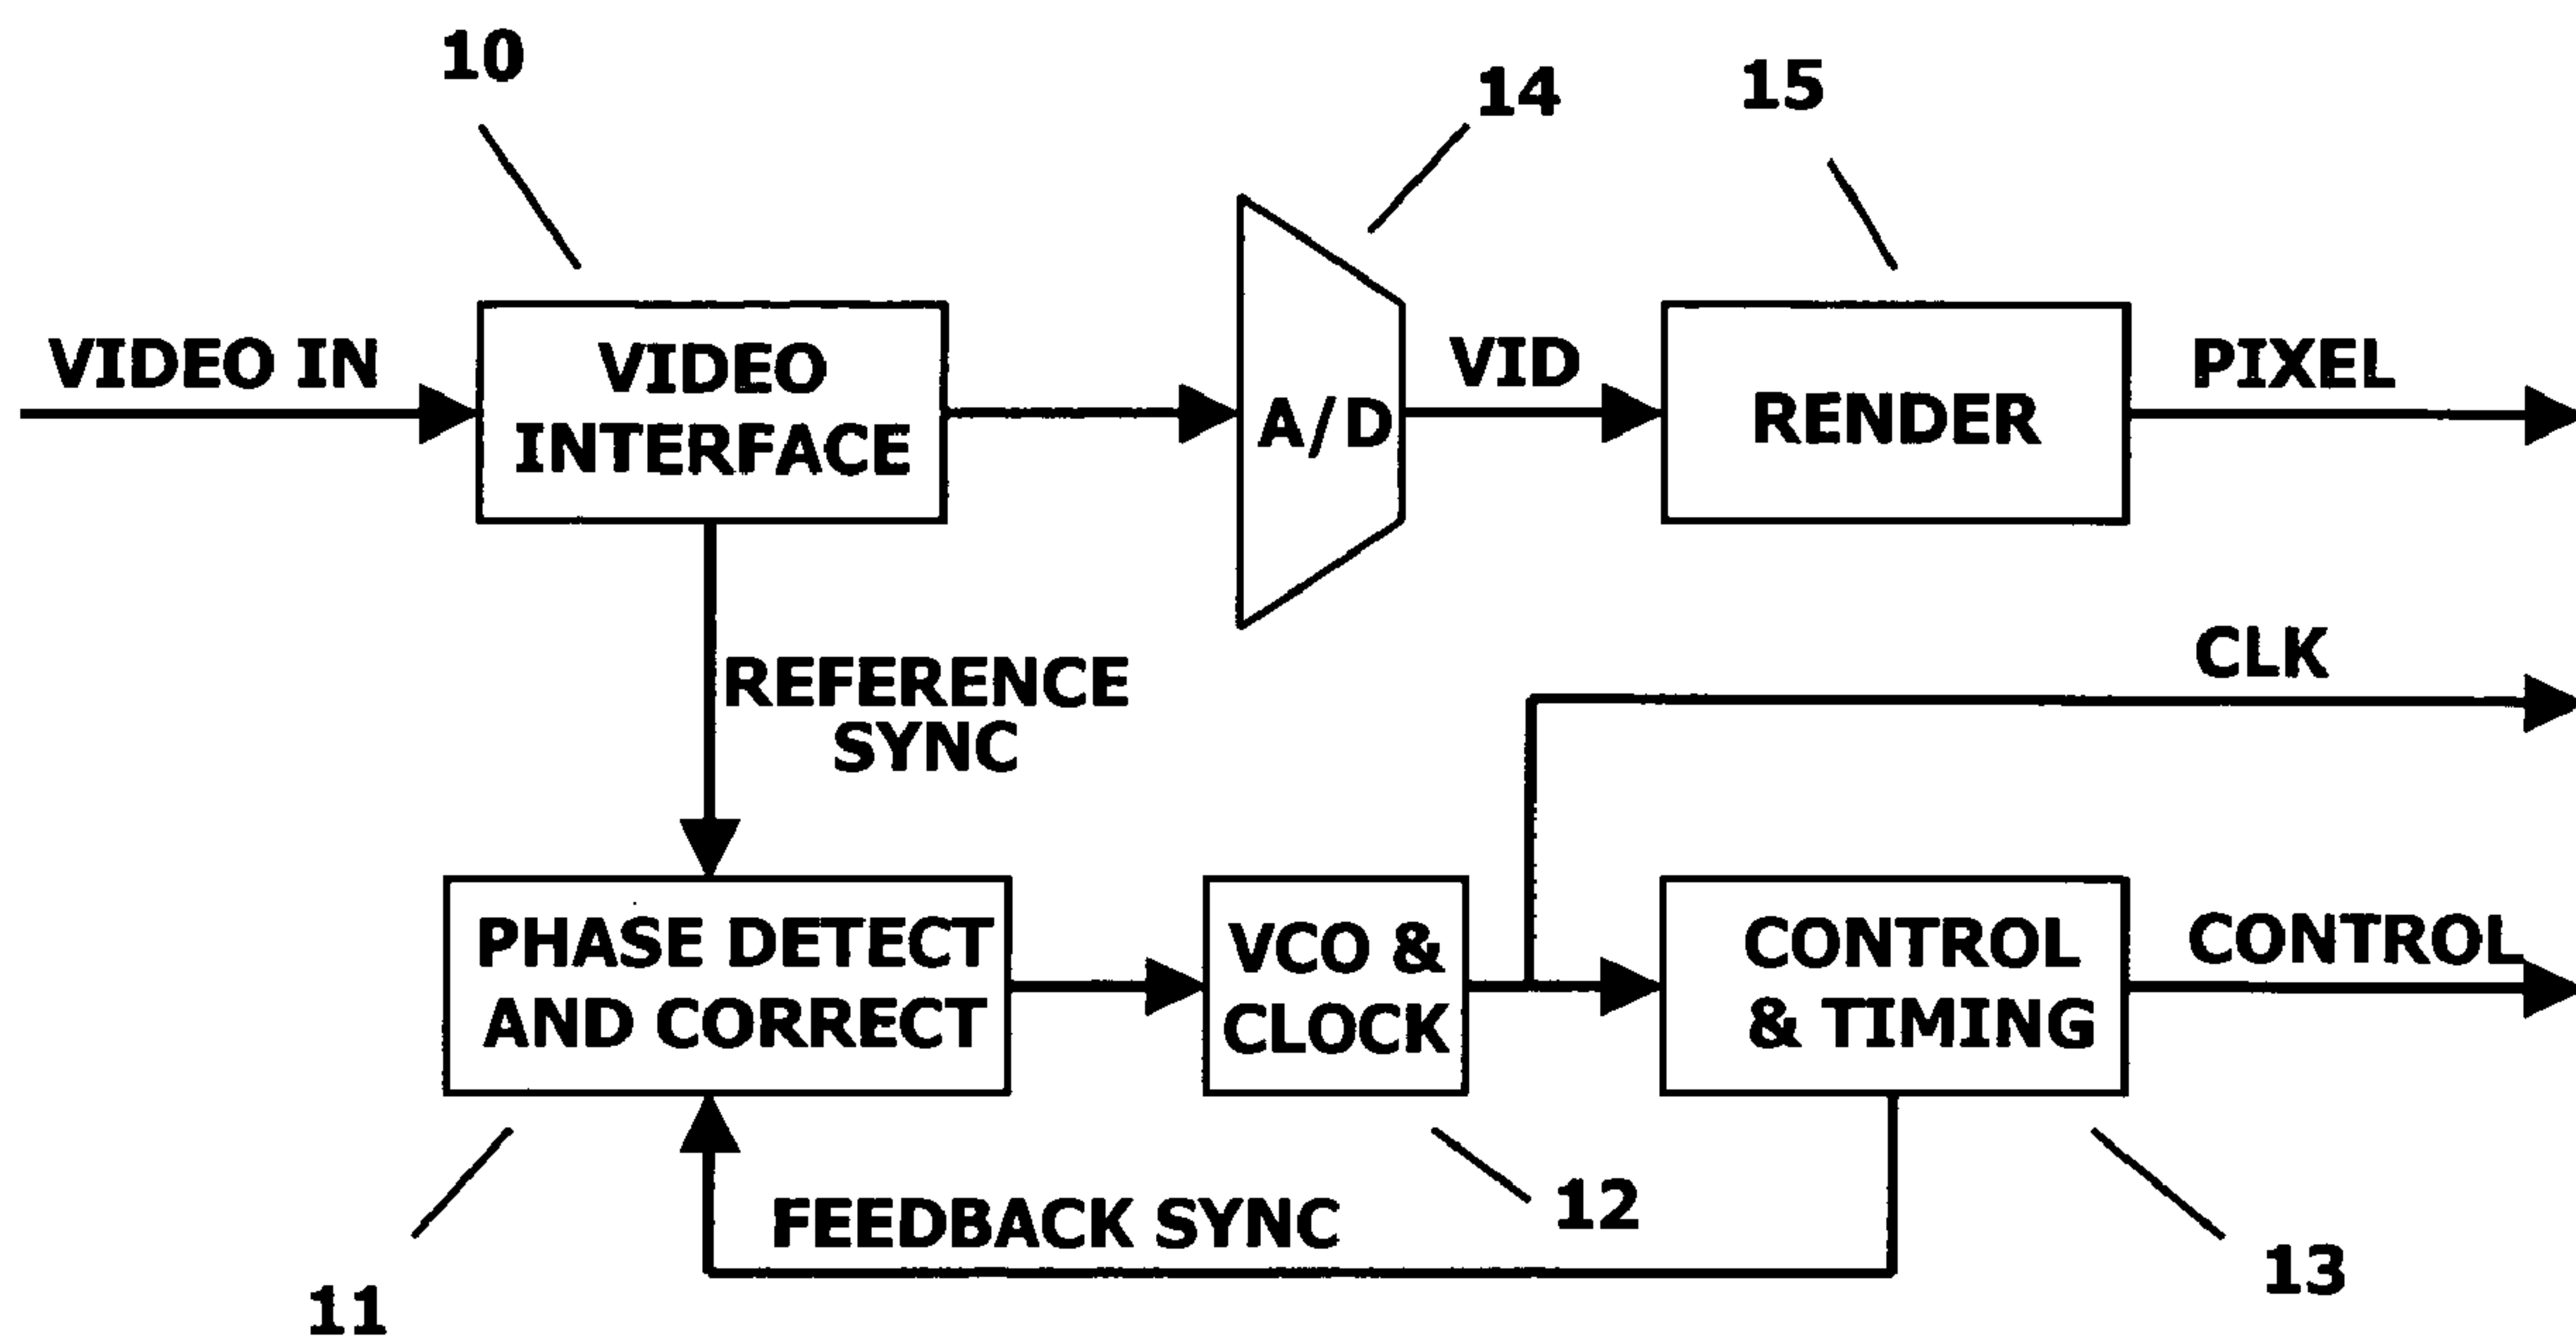 10
14
15
VIDEO IN
VIDEO
INTERFACE
A/D
VID
RENDER
PIXEL
REFERENCE
SYNC
CLK
PHASE DETECT
AND CORRECT
VCO &
CLOCK
CONTROL
& TIMING
CONTROL
FEEDBACK SYNC
11
12
13